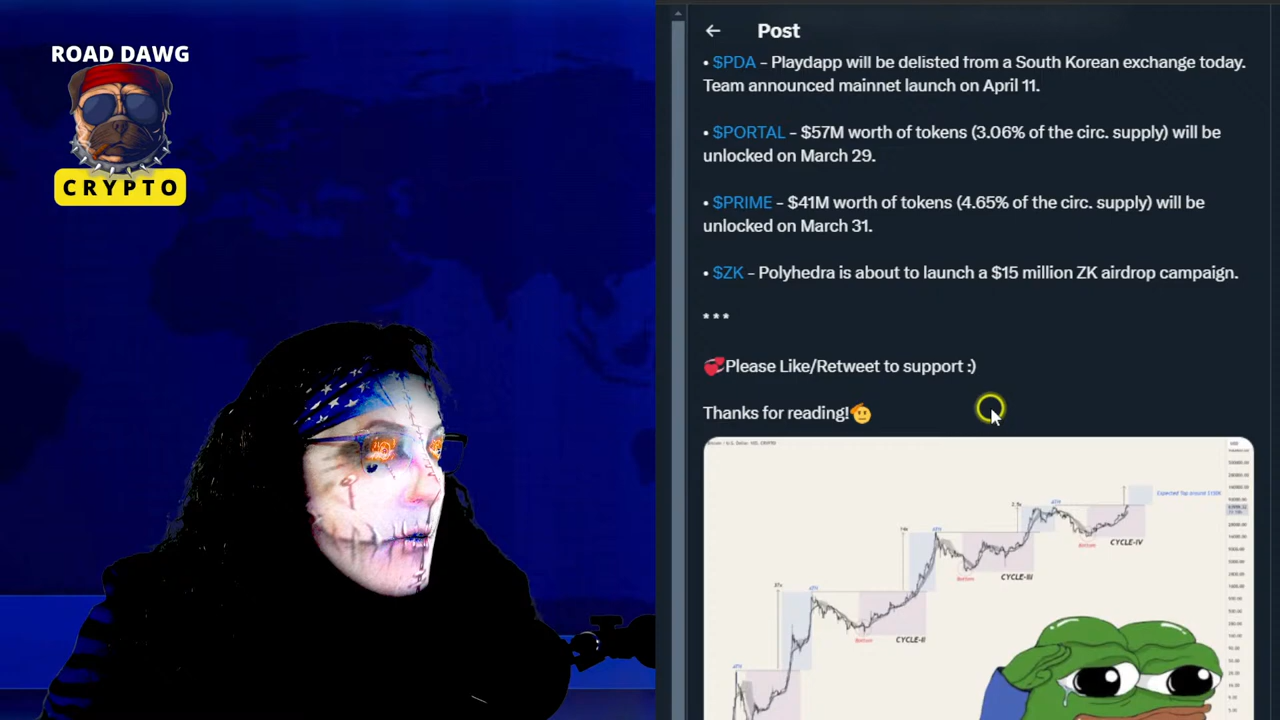 ROAD DAWG
CRYPTO
Post
• $PDA – Playdapp will be delisted from a South Korean exchange today.
Team announced mainnet launch on April 11.
• $PORTAL – $57M worth of tokens (3.06% of the circ. supply) will be
unlocked on March 29.
• $PRIME – $41M worth of tokens (4.65% of the circ. supply) will be
unlocked on March 31.
• $ZK – Polyhedra is about to launch a $15 million ZK airdrop campaign.
* * *
💞Please Like/Retweet to support :)
Thanks for reading!🫡
CYCLE-IV
Bottom
CYCLE-III
Bottom
CYCLE-II
Bottom